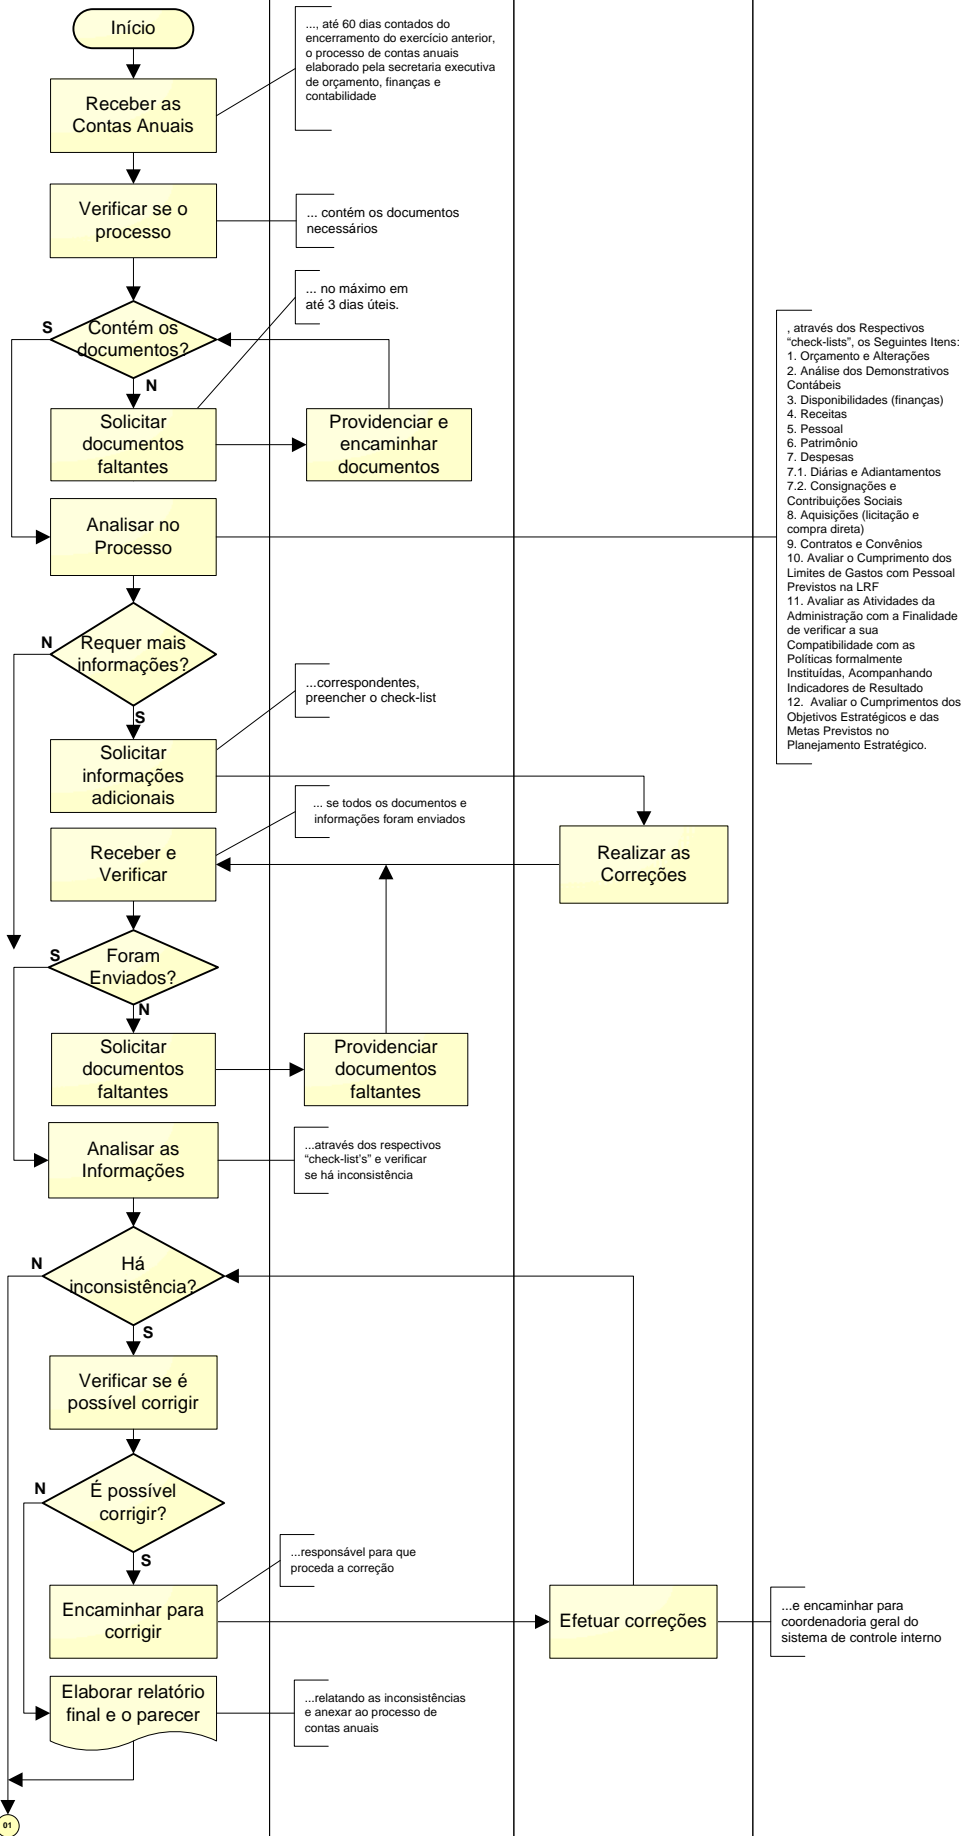 Início
..., até 60 dias contados do
encerramento do exercício anterior,
o processo de contas anuais
elaborado pela secretaria executiva
de orçamento, finanças e
contabilidade
Receber as
Contas Anuais
Verificar se o
processo
... contém os documentos
necessários
... no máximo em
até 3 dias úteis.
S
Contém os
documentos?
N
Solicitar
documentos
faltantes
Providenciar e
encaminhar
documentos
, através dos Respectivos
“check-lists”, os Seguintes Itens:
1. Orçamento e Alterações
2. Análise dos Demonstrativos
Contábeis
3. Disponibilidades (finanças)
4. Receitas
5. Pessoal
6. Patrimônio
7. Despesas
7.1. Diárias e Adiantamentos
7.2. Consignações e
Contribuições Sociais
8. Aquisições (licitação e
compra direta)
9. Contratos e Convênios
10. Avaliar o Cumprimento dos
Limites de Gastos com Pessoal
Previstos na LRF
11. Avaliar as Atividades da
Administração com a Finalidade
de verificar a sua
Compatibilidade com as
Políticas formalmente
Instituídas, Acompanhando
Indicadores de Resultado
12.  Avaliar o Cumprimentos dos
Objetivos Estratégicos e das
Metas Previstos no
Planejamento Estratégico.
Analisar no
Processo
N
Requer mais
informações?
S
...correspondentes,
preencher o check-list
Solicitar
informações
adicionais
... se todos os documentos e
informações foram enviados
Receber e
Verificar
Realizar as
Correções
S
Foram
Enviados?
N
Solicitar
documentos
faltantes
Providenciar
documentos
faltantes
Analisar as
Informações
...através dos respectivos
“check-list's” e verificar
se há inconsistência
N
Há
inconsistência?
S
Verificar se é
possível corrigir
N
É possível
corrigir?
S
...responsável para que
proceda a correção
Encaminhar para
corrigir
Efetuar correções
...e encaminhar para
coordenadoria geral do
sistema de controle interno
Elaborar relatório
final e o parecer
...relatando as inconsistências
e anexar ao processo de
contas anuais
01